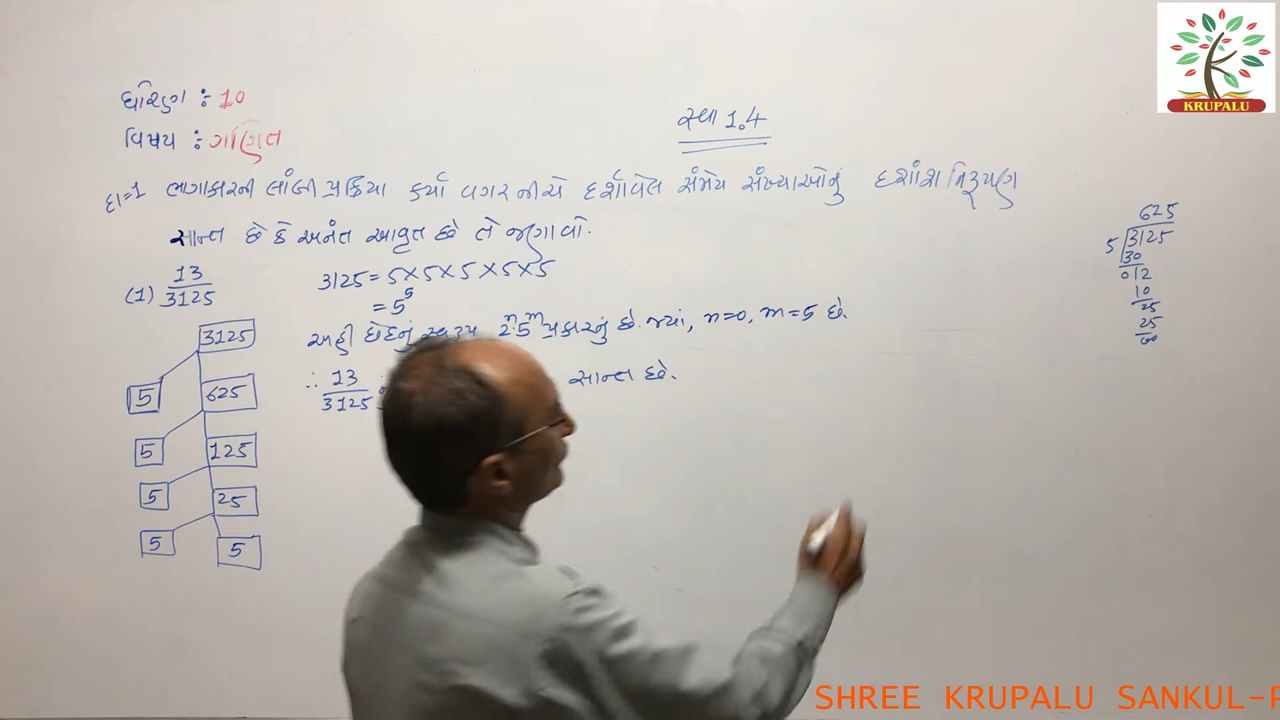 ધોરણ : 10
વિષય : ગણિત
સ્વા 1.4
દા=1 ભાગાકારની લાંબી પ્રક્રિયા કર્યા વગર નીચે દર્શાવેલ સંમેય સંખ્યાઓનું દશાંશ નિરૂપણ
સાન્ત છે કે અનંત આવૃત છે તે જણાવો.
(1) 13/3125
3125 = 5×5×5×5×5
= 5⁵
અહીં છેદનું સ્વરૂપ 2ⁿ·5ᵐ પ્રકારનું છે. જ્યાં, n=0, m=5 છે.
∴ 13/3125 સાન્ત છે.
3125
5 625
5 125
5 25
5 5
625
5 3125
30
012
10
25
25
00
KRUPALU
SHREE KRUPALU SANKUL-